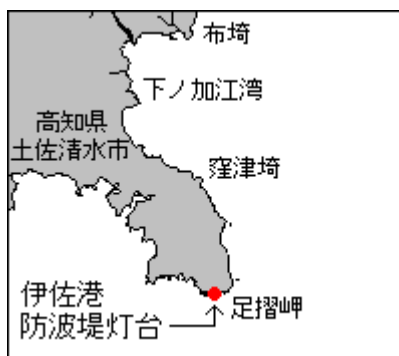 布埼
下ノ加江湾
高知県
土佐清水市
窪津埼
伊佐港
防波堤灯台
足摺岬